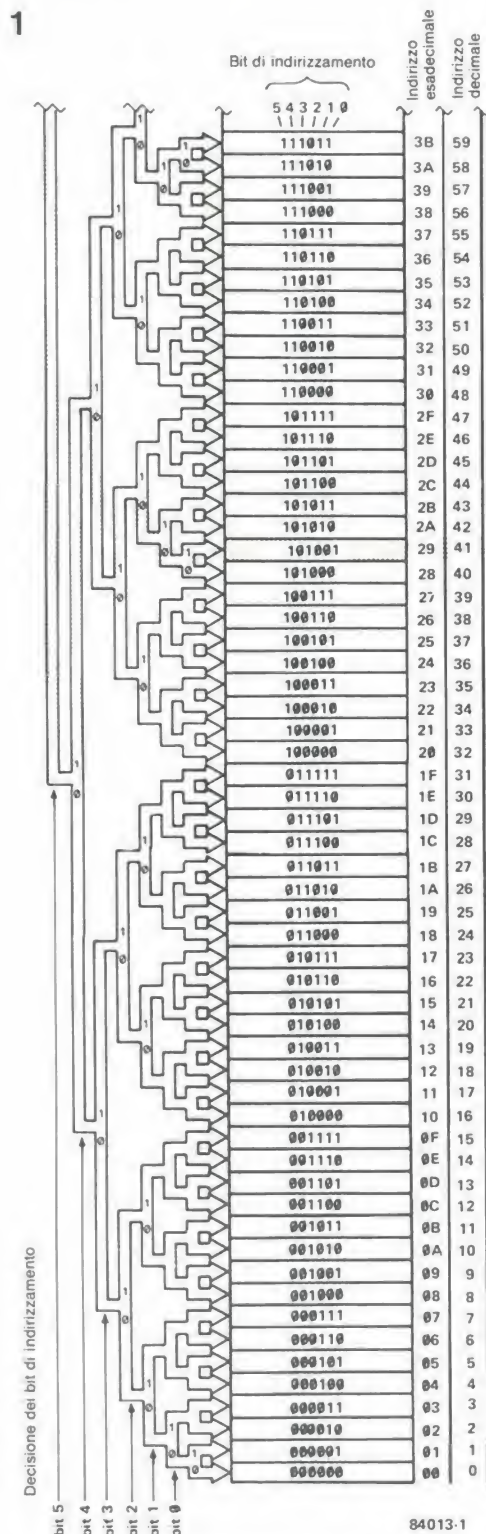 1
Bit di indirizzamento
Indirizzo esadecimale
Indirizzo decimale
5 4 3 2 1 0
111011 3B 59
111010 3A 58
111001 39 57
111000 38 56
110111 37 55
110110 36 54
110101 35 53
110100 34 52
110011 33 51
110010 32 50
110001 31 49
110000 30 48
101111 2F 47
101110 2E 46
101101 2D 45
101100 2C 44
101011 2B 43
101010 2A 42
101001 29 41
101000 28 40
100111 27 39
100110 26 38
100101 25 37
100100 24 36
100011 23 35
100010 22 34
100001 21 33
100000 20 32
011111 1F 31
011110 1E 30
011101 1D 29
011100 1C 28
011011 1B 27
011010 1A 26
011001 19 25
011000 18 24
010111 17 23
010110 16 22
010101 15 21
010100 14 20
010011 13 19
010010 12 18
010001 11 17
010000 10 16
001111 0F 15
001110 0E 14
001101 0D 13
001100 0C 12
001011 0B 11
001010 0A 10
001001 09 9
001000 08 8
000111 07 7
000110 06 6
000101 05 5
000100 04 4
000011 03 3
000010 02 2
000001 01 1
000000 00 0
Decisione dei bit di indirizzamento
bit 5
bit 4
bit 3
bit 2
bit 1
bit 0
84013-1